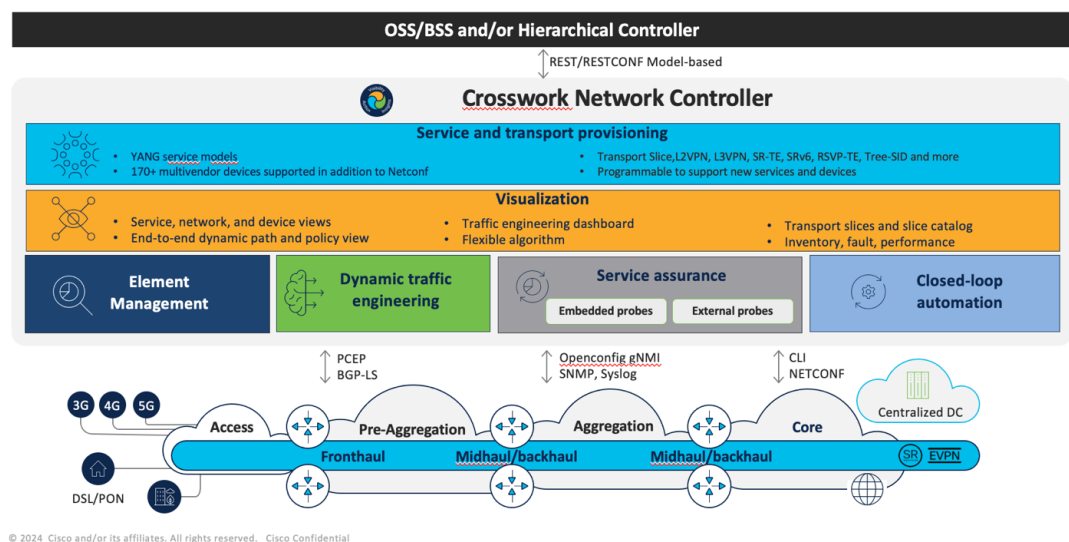 OSS/BSS and/or Hierarchical Controller
REST/RESTCONF Model-based
Crosswork Network Controller
Service and transport provisioning
• YANG service models
• 170+ multivendor devices supported in addition to Netconf
• Transport Slice,L2VPN, L3VPN, SR-TE, SRv6, RSVP-TE, Tree-SID and more
• Programmable to support new services and devices
Visualization
• Service, network, and device views
• End-to-end dynamic path and policy view
• Traffic engineering dashboard
• Flexible algorithm
• Transport slices and slice catalog
• Inventory, fault, performance
Element
Management
Dynamic traffic
engineering
Service assurance
Embedded probes
External probes
Closed-loop
automation
PCEP
BGP-LS
Openconfig gNMI
SNMP, Syslog
CLI
NETCONF
3G
4G
5G
Access
Pre-Aggregation
Aggregation
Core
Centralized DC
Fronthaul
Midhaul/backhaul
Midhaul/backhaul
SR
EVPN
DSL/PON
© 2024 Cisco and/or its affiliates. All rights reserved. Cisco Confidential